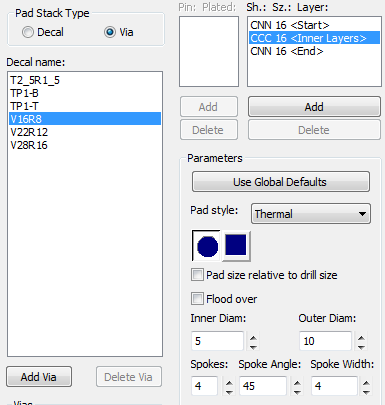 Pad Stack Type
Decal Via
Decal name:
T2_5R1_5
TP1-B
TP1-T
V16R8
V22R12
V28R16
Add Via Delete Via
Vias
Pin: Plated: Sh.: Sz.: Layer:
CNN 16 <Start>
CCC 16 <Inner Layers>
CNN 16 <End>
Add Add
Delete Delete
Parameters
Use Global Defaults
Pad style: Thermal
Pad size relative to drill size
Flood over
Inner Diam: Outer Diam:
5 10
Spokes: Spoke Angle: Spoke Width:
4 45 4